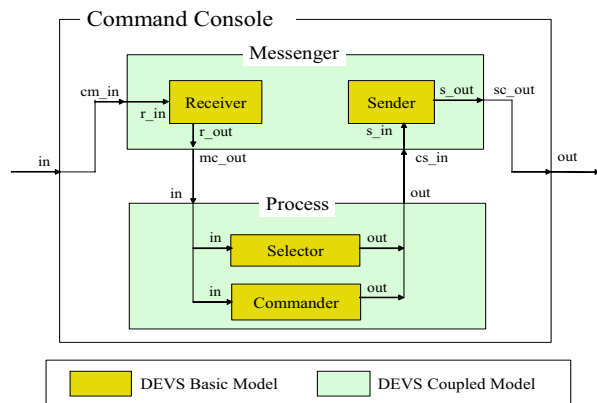 Command Console
Messenger
cm_in
Receiver
Sender
s_out
sc_out
r_in
r_out
s_in
in
mc_out
cs_in
out
in
out
Process
in
Selector
out
in
Commander
out
DEVS Basic Model
DEVS Coupled Model